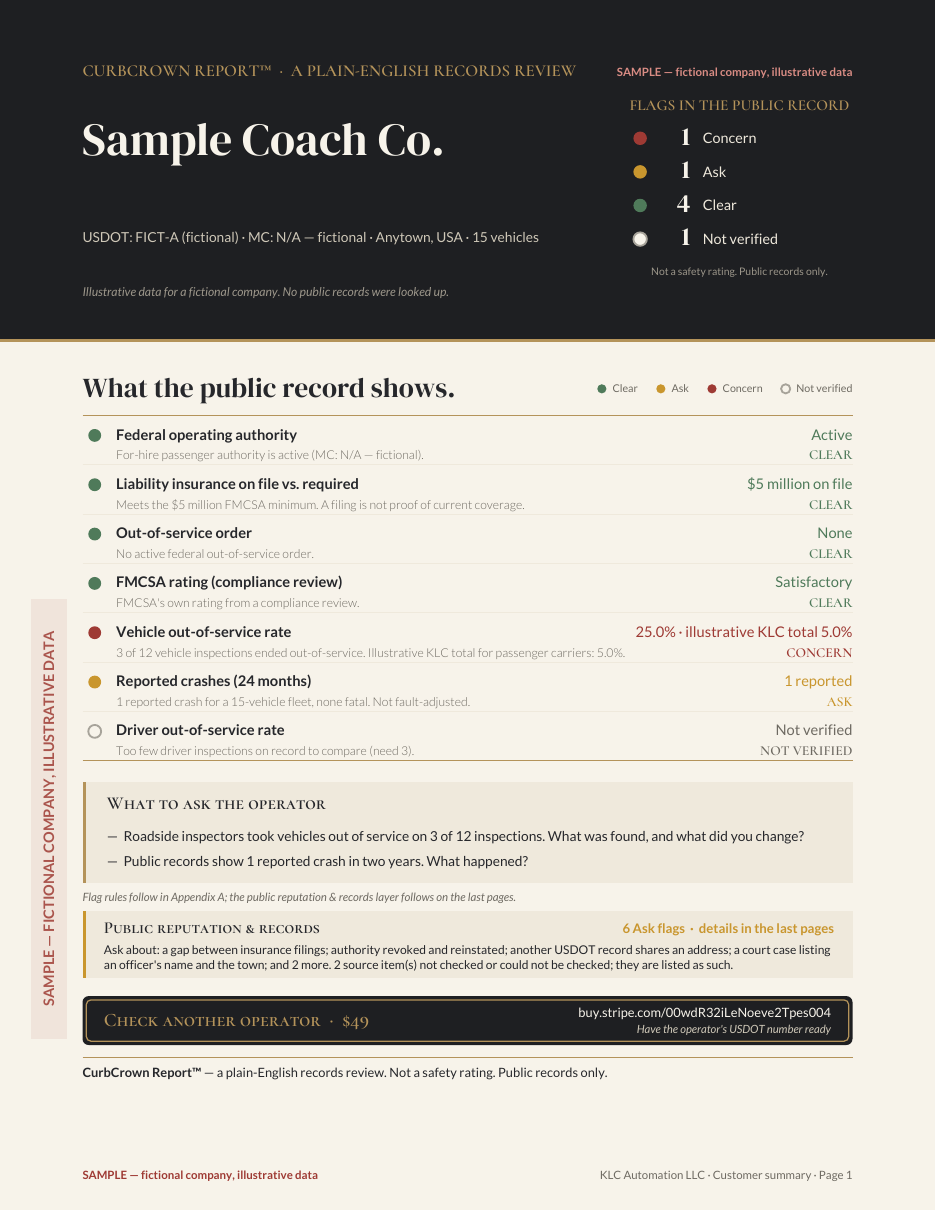 CURBCROWN REPORT™ · A PLAIN-ENGLISH RECORDS REVIEW
SAMPLE — fictional company, illustrative data
Sample Coach Co.
USDOT: FICT-A (fictional) · MC: N/A — fictional · Anytown, USA · 15 vehicles
Illustrative data for a fictional company. No public records were looked up.
FLAGS IN THE PUBLIC RECORD
1 Concern
1 Ask
4 Clear
1 Not verified
Not a safety rating. Public records only.
What the public record shows.
Clear Ask Concern Not verified
Federal operating authority
Active
For-hire passenger authority is active (MC: N/A — fictional).
CLEAR
Liability insurance on file vs. required
$5 million on file
Meets the $5 million FMCSA minimum. A filing is not proof of current coverage.
CLEAR
Out-of-service order
None
No active federal out-of-service order.
CLEAR
FMCSA rating (compliance review)
Satisfactory
FMCSA's own rating from a compliance review.
CLEAR
Vehicle out-of-service rate
25.0% · illustrative KLC total 5.0%
3 of 12 vehicle inspections ended out-of-service. Illustrative KLC total for passenger carriers: 5.0%.
CONCERN
Reported crashes (24 months)
1 reported
1 reported crash for a 15-vehicle fleet, none fatal. Not fault-adjusted.
ASK
Driver out-of-service rate
Not verified
Too few driver inspections on record to compare (need 3).
NOT VERIFIED
SAMPLE — FICTIONAL COMPANY, ILLUSTRATIVE DATA
What to ask the operator
— Roadside inspectors took vehicles out of service on 3 of 12 inspections. What was found, and what did you change?
— Public records show 1 reported crash in two years. What happened?
Flag rules follow in Appendix A; the public reputation & records layer follows on the last pages.
Public reputation & records
6 Ask flags · details in the last pages
Ask about: a gap between insurance filings; authority revoked and reinstated; another USDOT record shares an address; a court case listing
an officer's name and the town; and 2 more. 2 source item(s) not checked or could not be checked; they are listed as such.
Check another operator · $49
buy.stripe.com/00wdR32iLeNoeve2Tpes004
Have the operator's USDOT number ready
CurbCrown Report™ — a plain-English records review. Not a safety rating. Public records only.
SAMPLE — fictional company, illustrative data
KLC Automation LLC · Customer summary · Page 1